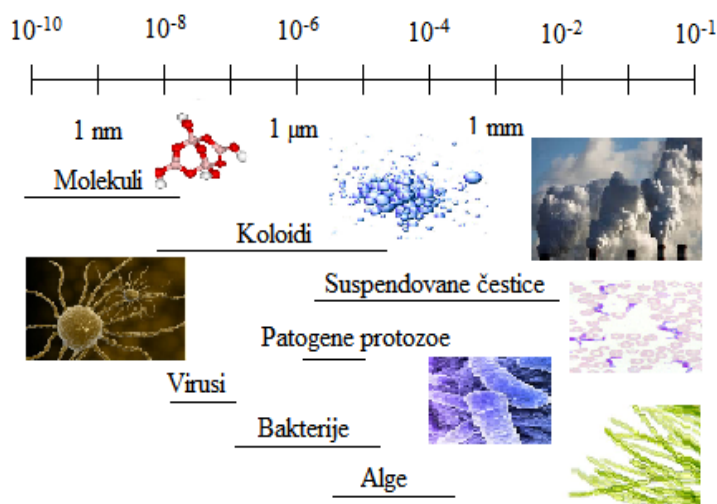 10⁻¹⁰ 10⁻⁸ 10⁻⁶ 10⁻⁴ 10⁻² 10⁻¹
1 nm 1 μm 1 mm
Molekuli
Koloidi
Suspendovane čestice
Patogene protozoe
Virusi
Bakterije
Alge